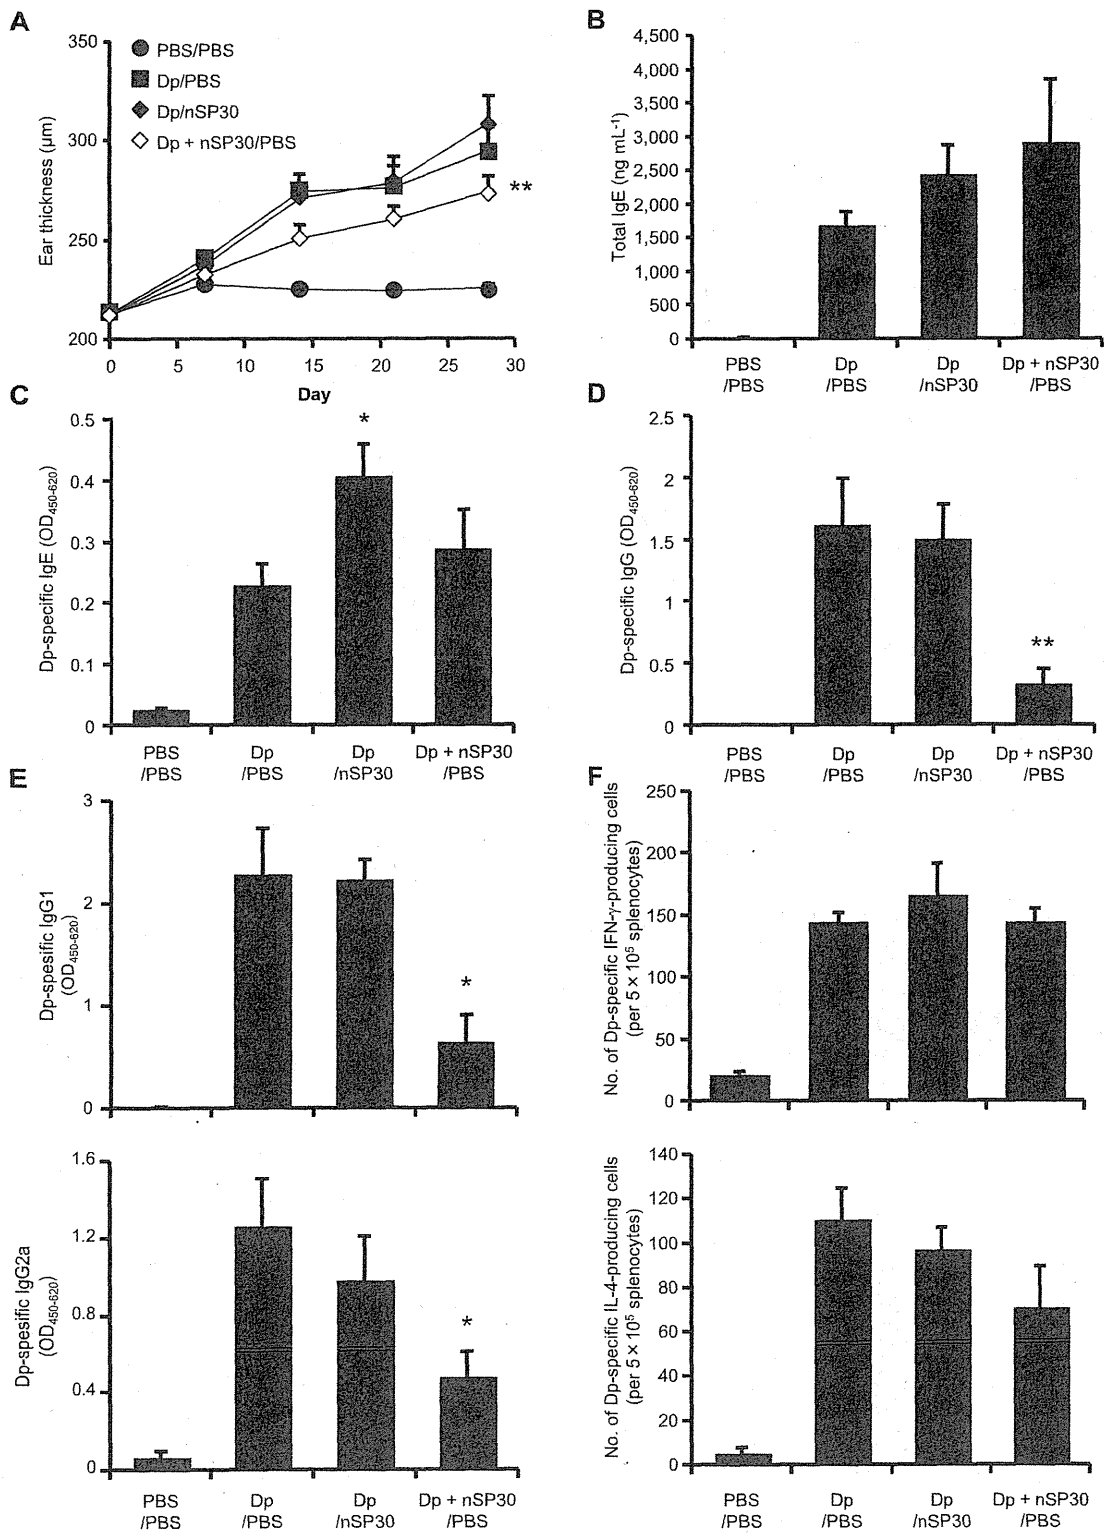 A
350
300
250
200
Ear thickness (µm)
PBS/PBS
Dp/PBS
Dp/nSP30
Dp + nSP30/PBS
**
0 5 10 15 20 25 30
Day
B
4,500
4,000
3,500
3,000
2,500
2,000
1,500
1,000
500
0
Total IgE (ng mL⁻¹)
PBS Dp Dp Dp + nSP30
/PBS /PBS /nSP30 /PBS
C
0.5
0.4
0.3
0.2
0.1
0
Dp-specific IgE (OD₄₅₀₋₆₂₀)
*
PBS Dp Dp Dp + nSP30
/PBS /PBS /nSP30 /PBS
D
2.5
2
1.5
1
0.5
0
Dp-specific IgG (OD₄₅₀₋₆₂₀)
**
PBS Dp Dp Dp + nSP30
/PBS /PBS /nSP30 /PBS
E
3
2
1
0
Dp-spesific IgG1
(OD₄₅₀₋₆₂₀)
*
1.6
1.2
0.8
0.4
0
Dp-spesific IgG2a
(OD₄₅₀₋₆₂₀)
*
PBS Dp Dp Dp + nSP30
/PBS /PBS /nSP30 /PBS
F
250
200
150
100
50
0
No. of Dp-specific IFN-γ-producing cells
(per 5 × 10⁵ splenocytes)
140
120
100
80
60
40
20
0
No. of Dp-specific IL-4-producing cells
(per 5 × 10⁵ splenocytes)
PBS Dp Dp Dp + nSP30
/PBS /PBS /nSP30 /PBS